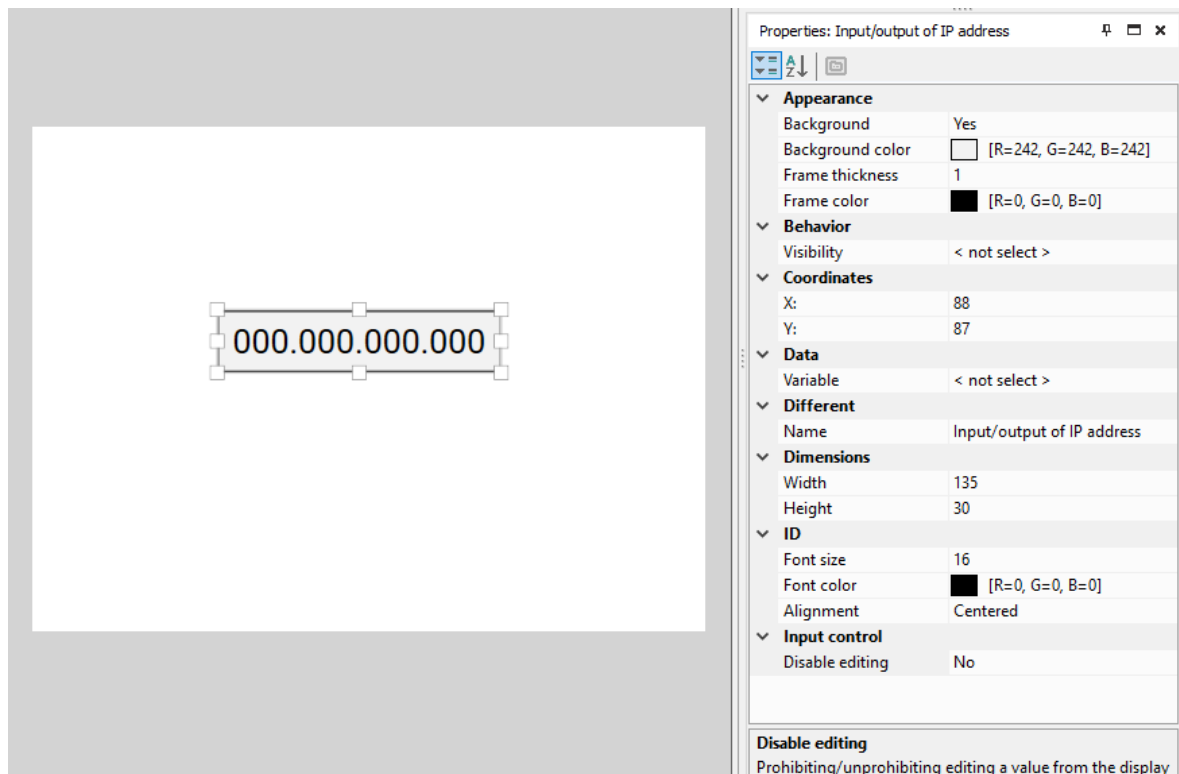 000.000.000.000
Properties: Input/output of IP address
Appearance
Background Yes
Background color [R=242, G=242, B=242]
Frame thickness 1
Frame color [R=0, G=0, B=0]
Behavior
Visibility < not select >
Coordinates
X: 88
Y: 87
Data
Variable < not select >
Different
Name Input/output of IP address
Dimensions
Width 135
Height 30
ID
Font size 16
Font color [R=0, G=0, B=0]
Alignment Centered
Input control
Disable editing No
Disable editing
Prohibiting/unprohibiting editing a value from the display